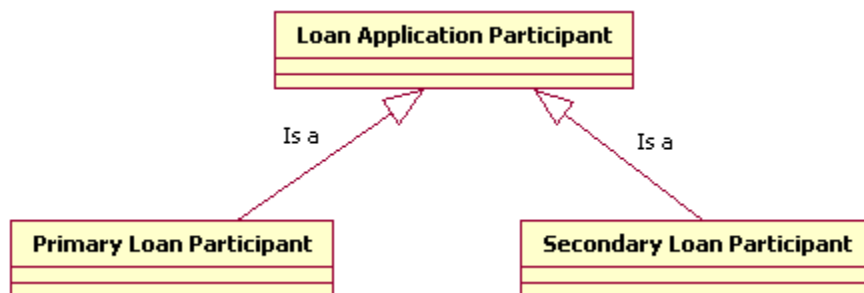 Loan Application Participant
Is a
Is a
Primary Loan Participant
Secondary Loan Participant